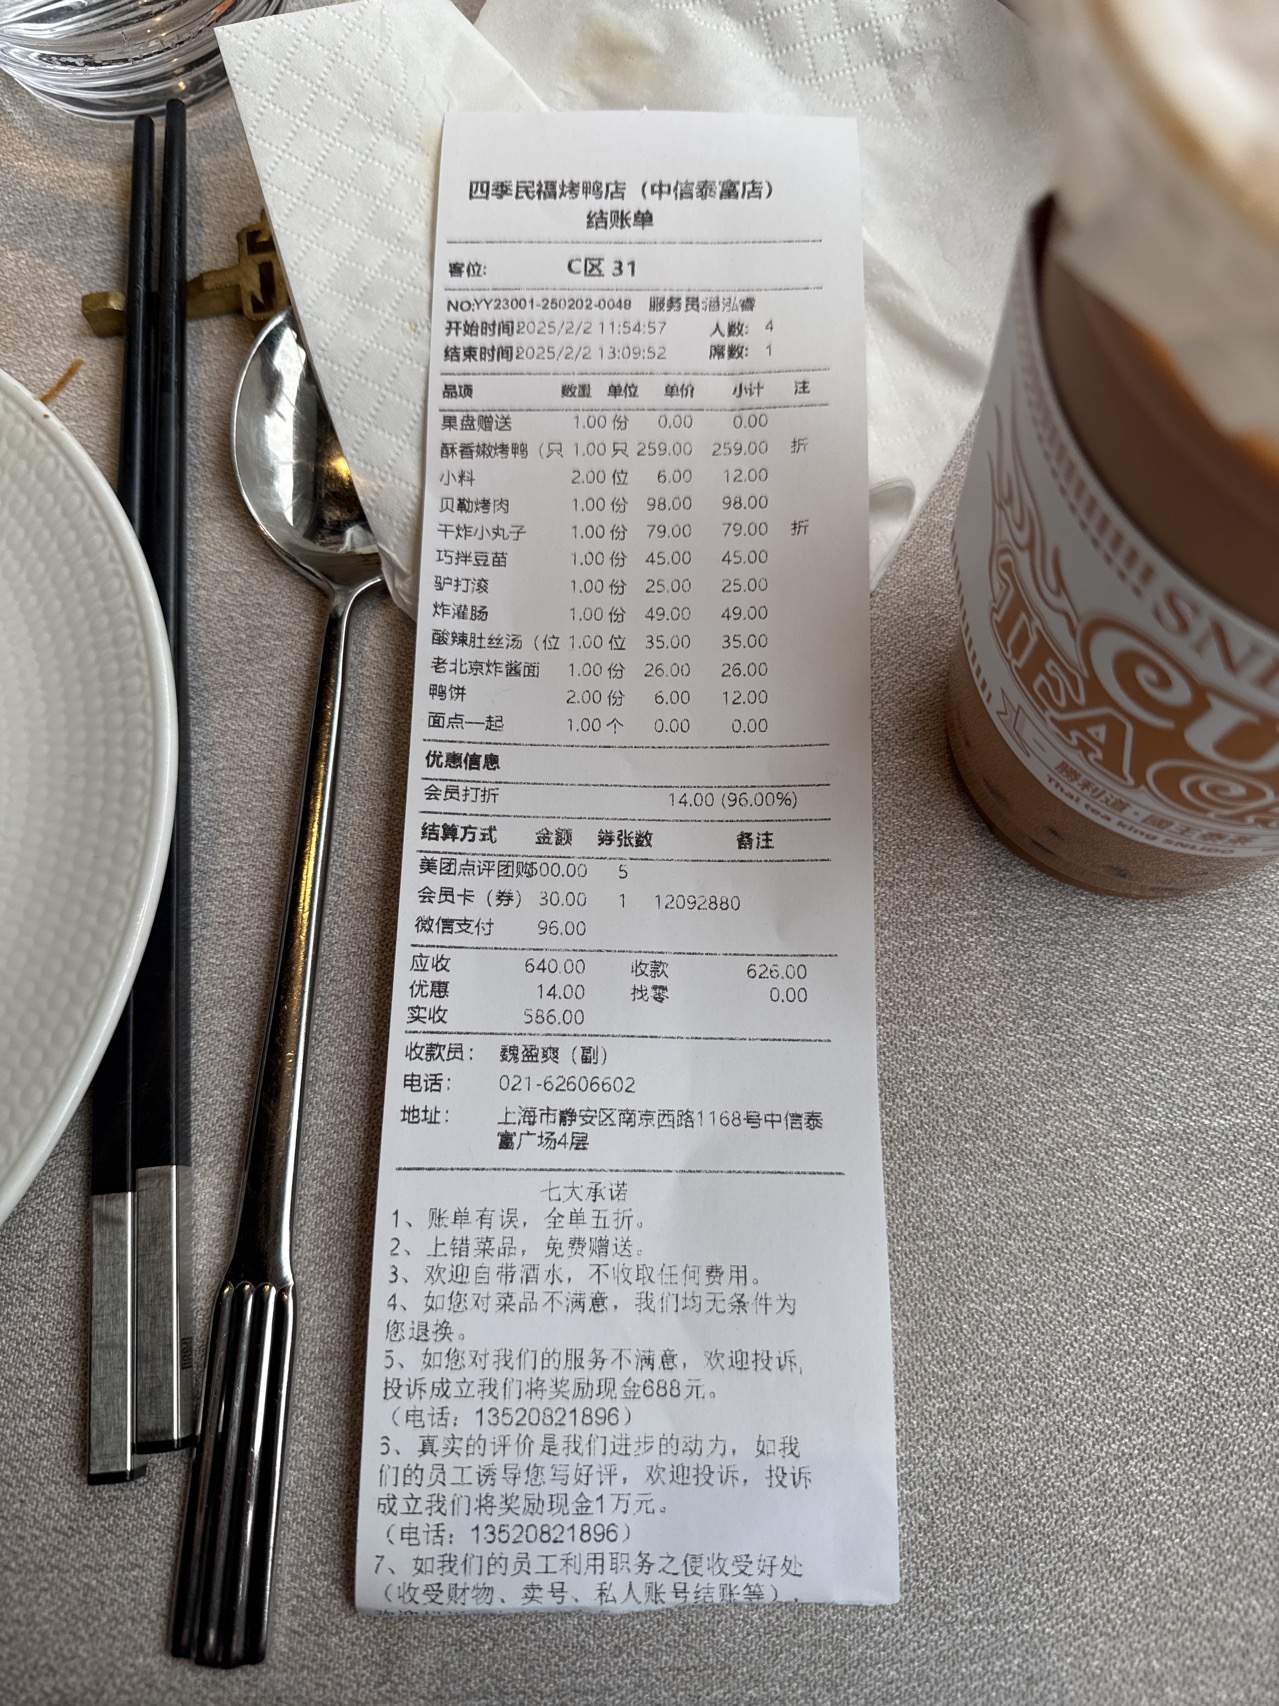 四季民福烤鸭店（中信泰富店）
结账单
客位: C区 31
NO:YY23001-250202-0048 服务员:潘泓睿
开始时间:2025/2/2 11:54:57 人数: 4
结束时间:2025/2/2 13:09:52 席数: 1
品项 数量 单位 单价 小计 注
果盘赠送 1.00 份 0.00 0.00
酥香嫩烤鸭（只 1.00 只 259.00 259.00 折
小料 2.00 位 6.00 12.00
贝勒烤肉 1.00 份 98.00 98.00
干炸小丸子 1.00 份 79.00 79.00 折
巧拌豆苗 1.00 份 45.00 45.00
驴打滚 1.00 份 25.00 25.00
炸灌肠 1.00 份 49.00 49.00
酸辣肚丝汤（位 1.00 位 35.00 35.00
老北京炸酱面 1.00 份 26.00 26.00
鸭饼 2.00 份 6.00 12.00
面点一起 1.00 个 0.00 0.00
优惠信息
会员打折 14.00 (96.00%)
结算方式 金额 券张数 备注
美团点评团购500.00 5
会员卡（券） 30.00 1 12092880
微信支付 96.00
应收 640.00 收款 626.00
优惠 14.00 找零 0.00
实收 586.00
收款员： 魏盈爽（副）
电话： 021-62606602
地址： 上海市静安区南京西路1168号中信泰
富广场4层
七大承诺
1、账单有误，全单五折。
2、上错菜品，免费赠送。
3、欢迎自带酒水，不收取任何费用。
4、如您对菜品不满意，我们均无条件为
您退换。
5、如您对我们的服务不满意，欢迎投诉,
投诉成立我们将奖励现金688元。
（电话：13520821896）
6、真实的评价是我们进步的动力，如我
们的员工诱导您写好评，欢迎投诉，投诉
成立我们将奖励现金1万元。
（电话：13520821896）
7、如我们的员工利用职务之便收受好处
（收受财物、卖号、私人账号结账等），
TEA
勝利道
Thai tea king SNLIDO